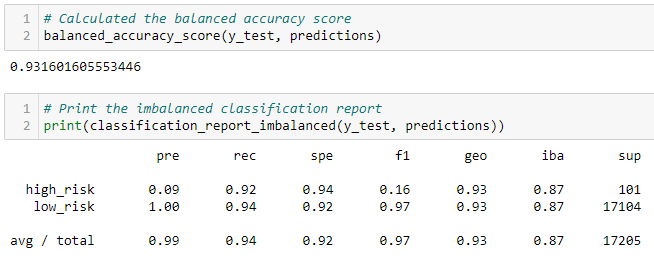 1 # Calculated the balanced accuracy score
2 balanced_accuracy_score(y_test, predictions)
0.931601605553446
1 # Print the imbalanced classification report
2 print(classification_report_imbalanced(y_test, predictions))
pre rec spe f1 geo iba sup
high_risk 0.09 0.92 0.94 0.16 0.93 0.87 101
low_risk 1.00 0.94 0.92 0.97 0.93 0.87 17104
avg / total 0.99 0.94 0.92 0.97 0.93 0.87 17205